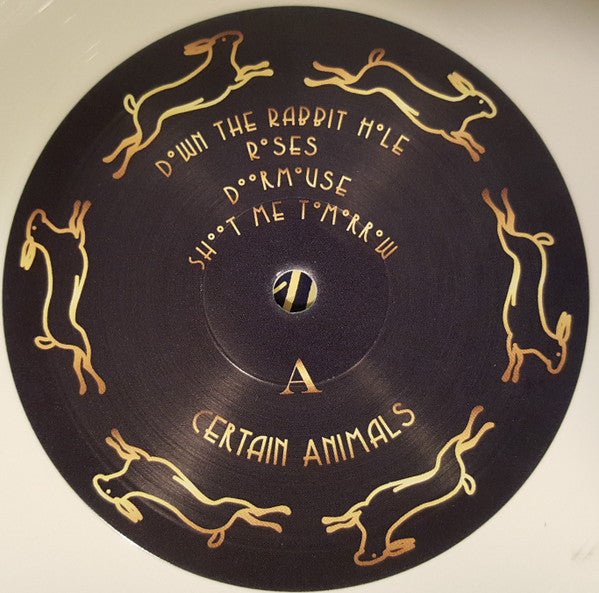 DOWN THE RABBIT HOLE
ROSES
DOORMOUSE
SHOOT ME TOMORROW
A
CERTAIN ANIMALS